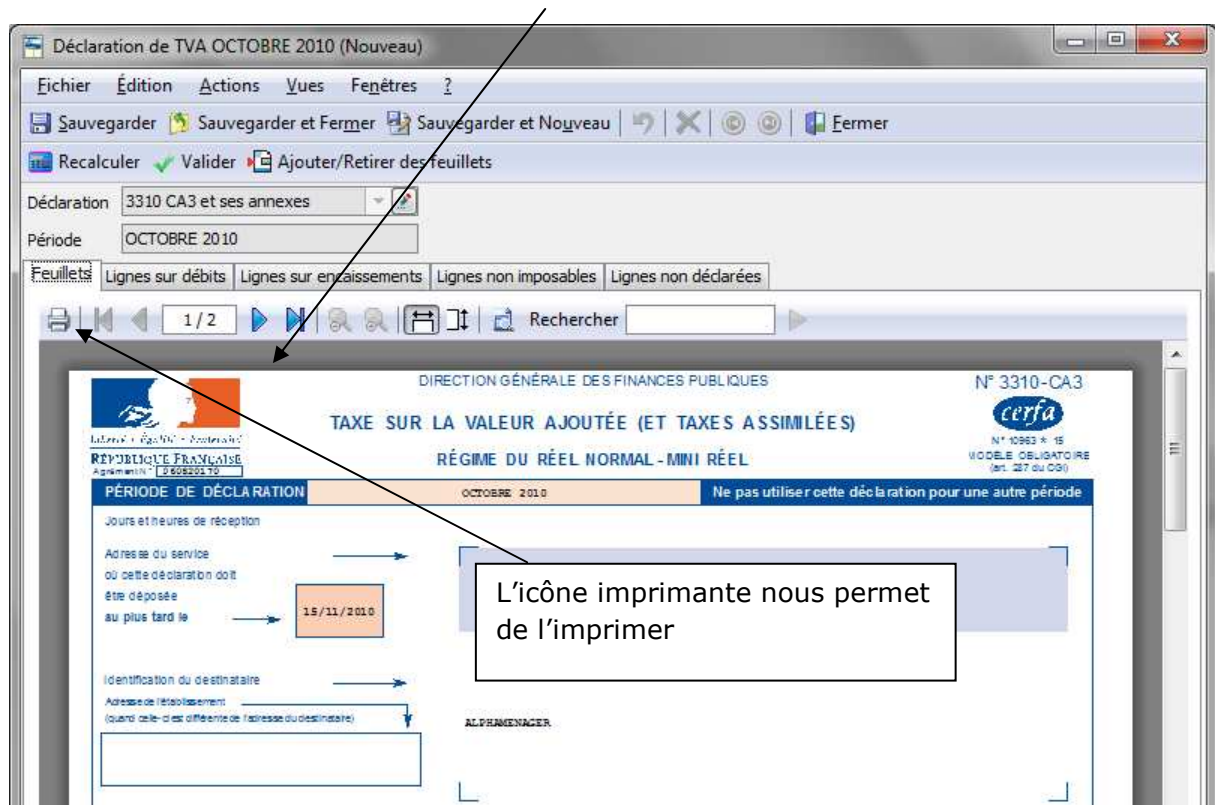 Déclaration de TVA OCTOBRE 2010 (Nouveau)
Fichier Édition Actions Vues Fenêtres ?
Sauvegarder Sauvegarder et Fermer Sauvegarder et Nouveau Fermer
Recalculer Valider Ajouter/Retirer des feuillets
Déclaration 3310 CA3 et ses annexes
Période OCTOBRE 2010
Feuillets Lignes sur débits Lignes sur encaissements Lignes non imposables Lignes non déclarées
1/2 Rechercher
DIRECTION GÉNÉRALE DES FINANCES PUBLIQUES N° 3310-CA3
cerfa
TAXE SUR LA VALEUR AJOUTÉE (ET TAXES ASSIMILÉES)
Liberté • Égalité • Fraternité
N° 10963 * 15
RÉPUBLIQUE FRANÇAISE
RÉGIME DU RÉEL NORMAL - MINI RÉEL
MODELE OBLIGATOIRE
(art. 287 du CGI)
Agrément N° 060820170
PÉRIODE DE DÉCLARATION OCTOBRE 2010 Ne pas utiliser cette déclaration pour une autre période
Jours et heures de réception
Adresse du service
où cette déclaration doit
être déposée
au plus tard le 15/11/2010
L'icône imprimante nous permet
de l'imprimer
Identification du destinataire
Adresse de l'établissement
(quand celle-ci est différente de l'adresse du destinataire)
ALPHAMENAGER